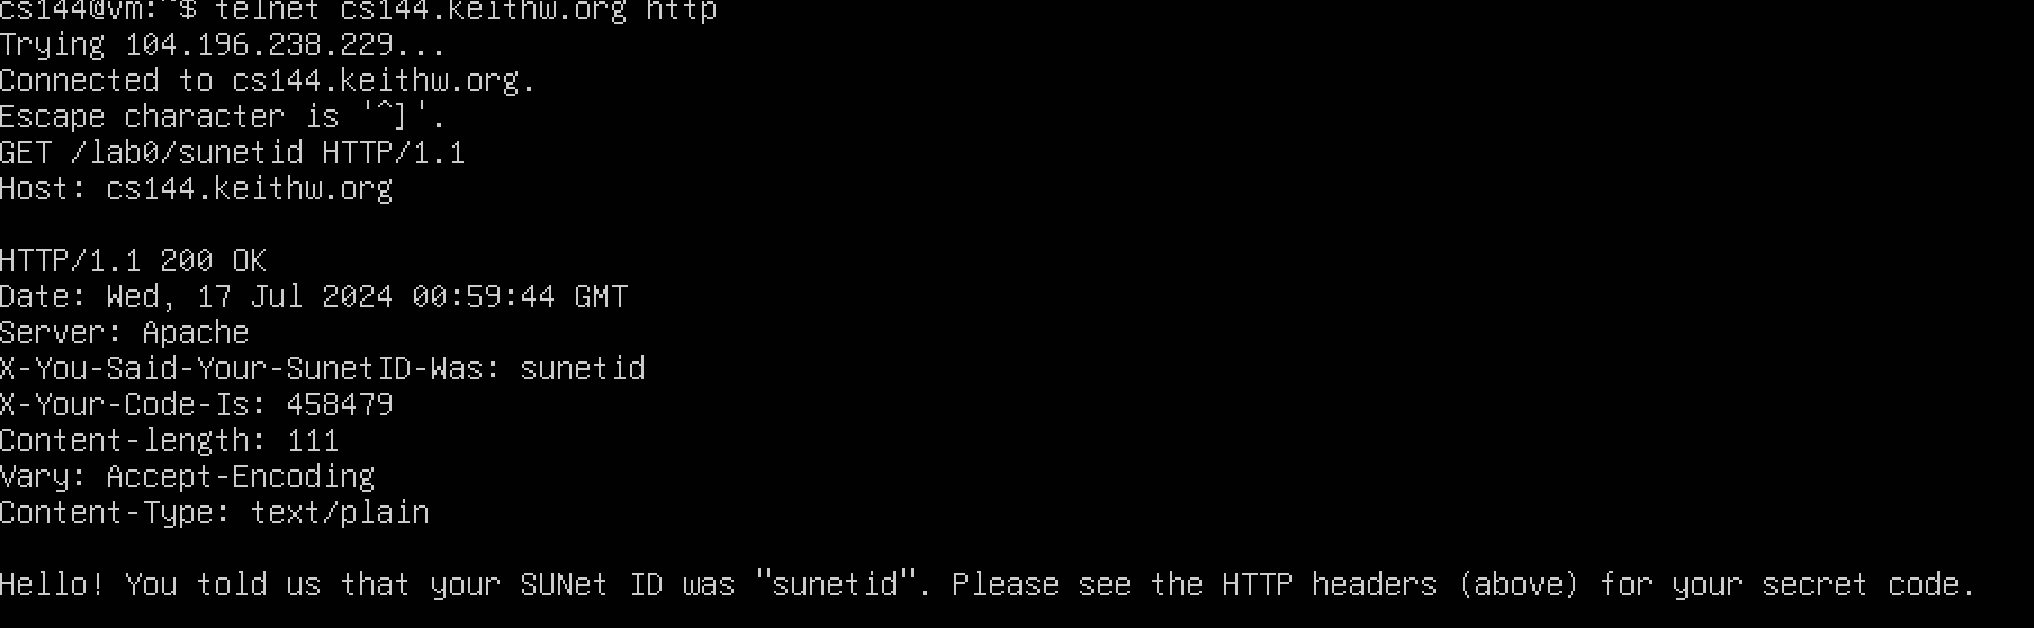 cs144@vm:~$ telnet cs144.keithw.org http
Trying 104.196.238.229...
Connected to cs144.keithw.org.
Escape character is '^]'.
GET /lab0/sunetid HTTP/1.1
Host: cs144.keithw.org
HTTP/1.1 200 OK
Date: Wed, 17 Jul 2024 00:59:44 GMT
Server: Apache
X-You-Said-Your-SunetID-Was: sunetid
X-Your-Code-Is: 458479
Content-length: 111
Vary: Accept-Encoding
Content-Type: text/plain
Hello! You told us that your SUNet ID was "sunetid". Please see the HTTP headers (above) for your secret code.